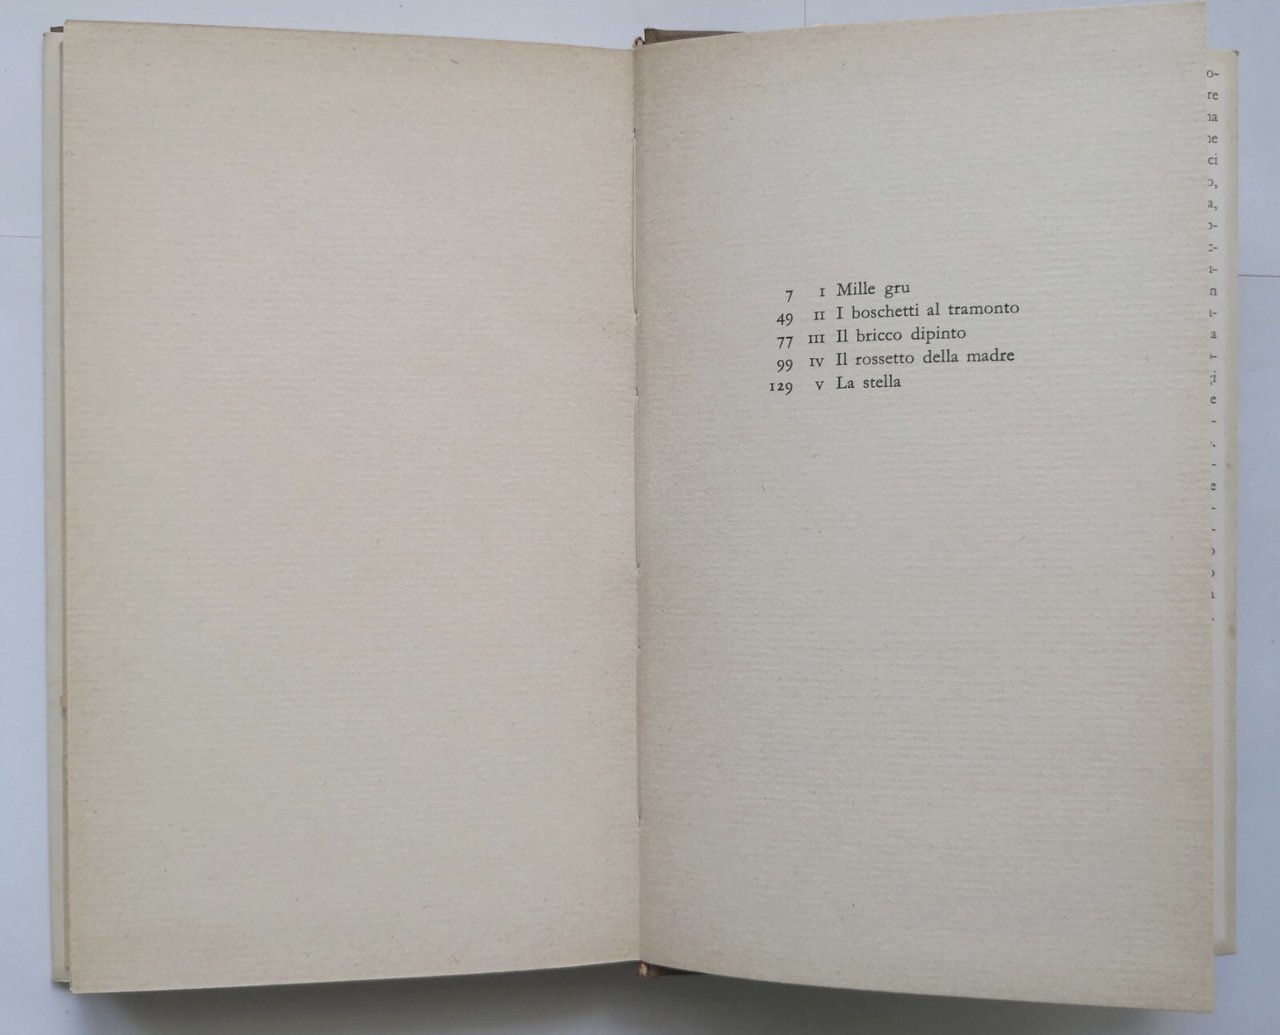 7 I Mille gru
49 II I boschetti al tramonto
77 III Il bricco dipinto
99 IV Il rossetto della madre
129 V La stella